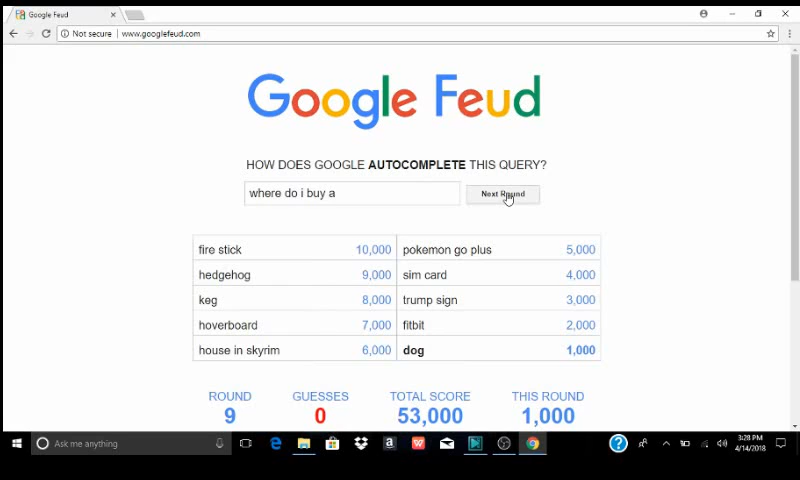 Google Feud
Not secure www.googlefeud.com
Google Feud
HOW DOES GOOGLE AUTOCOMPLETE THIS QUERY?
where do i buy a Next Round
fire stick 10,000 pokemon go plus 5,000
hedgehog 9,000 sim card 4,000
keg 8,000 trump sign 3,000
hoverboard 7,000 fitbit 2,000
house in skyrim 6,000 dog 1,000
ROUND GUESSES TOTAL SCORE THIS ROUND
9 0 53,000 1,000
Ask me anything 3:28 PM
4/14/2018